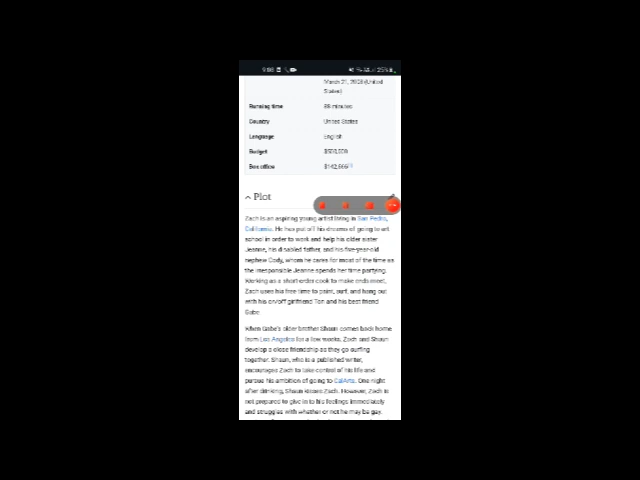 March 21, 2008 (United
States)
Running time 88 minutes
Country United States
Language English
Budget $500,000
Box office
Plot
Zach is an aspiring young artist living in San Pedro,
California. He has put off his dreams of going to art
school in order to work and help his older sister
Jeanne, his disabled father, and his five-year-old
nephew Cody, whom he cares for most of the time as
the irresponsible Jeanne spends her time partying.
Working as a short-order cook to make ends meet,
Zach uses his free time to paint, surf, and hang out
with his on/off girlfriend Tori and his best friend
Gabe.
When Gabe's older brother Shaun comes back home
from Los Angeles for a few weeks, Zach and Shaun
develop a close friendship as they go surfing
together. Shaun, who is a published writer,
encourages Zach to take control of his life and
pursue his ambition of going to CalArts. One night
after drinking, Shaun kisses Zach. However, Zach is
not prepared to give in to his feelings immediately
and struggles with whether or not he may be gay.